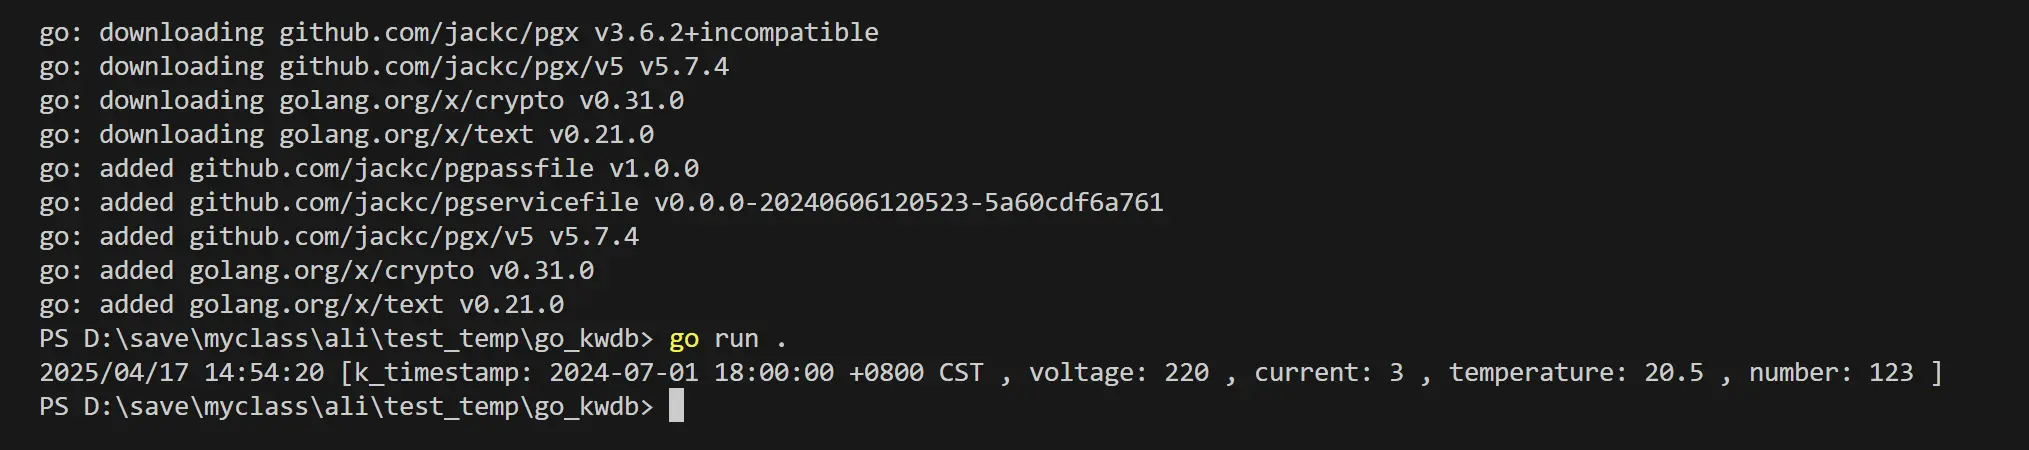 go: downloading github.com/jackc/pgx v3.6.2+incompatible
go: downloading github.com/jackc/pgx/v5 v5.7.4
go: downloading golang.org/x/crypto v0.31.0
go: downloading golang.org/x/text v0.21.0
go: added github.com/jackc/pgpassfile v1.0.0
go: added github.com/jackc/pgservicefile v0.0.0-20240606120523-5a60cdf6a761
go: added github.com/jackc/pgx/v5 v5.7.4
go: added golang.org/x/crypto v0.31.0
go: added golang.org/x/text v0.21.0
PS D:\save\myclass\ali\test_temp\go_kwdb> go run .
2025/04/17 14:54:20 [k_timestamp: 2024-07-01 18:00:00 +0800 CST , voltage: 220 , current: 3 , temperature: 20.5 , number: 123 ]
PS D:\save\myclass\ali\test_temp\go_kwdb>